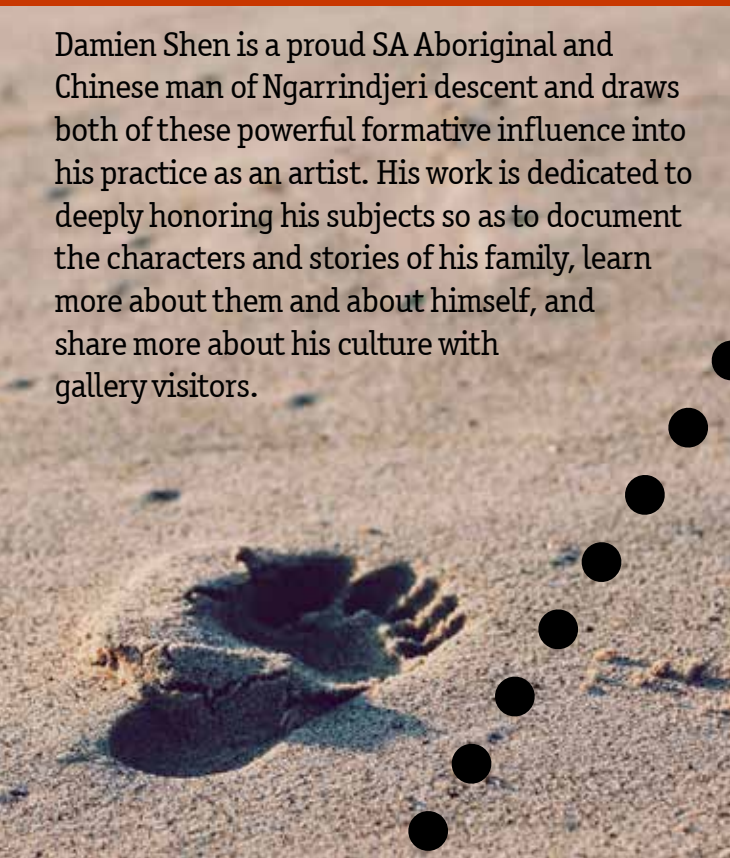 Damien Shen is a proud SA Aboriginal and
Chinese man of Ngarrindjeri descent and draws
both of these powerful formative influence into
his practice as an artist. His work is dedicated to
deeply honoring his subjects so as to document
the characters and stories of his family, learn
more about them and about himself, and
share more about his culture with
gallery visitors.